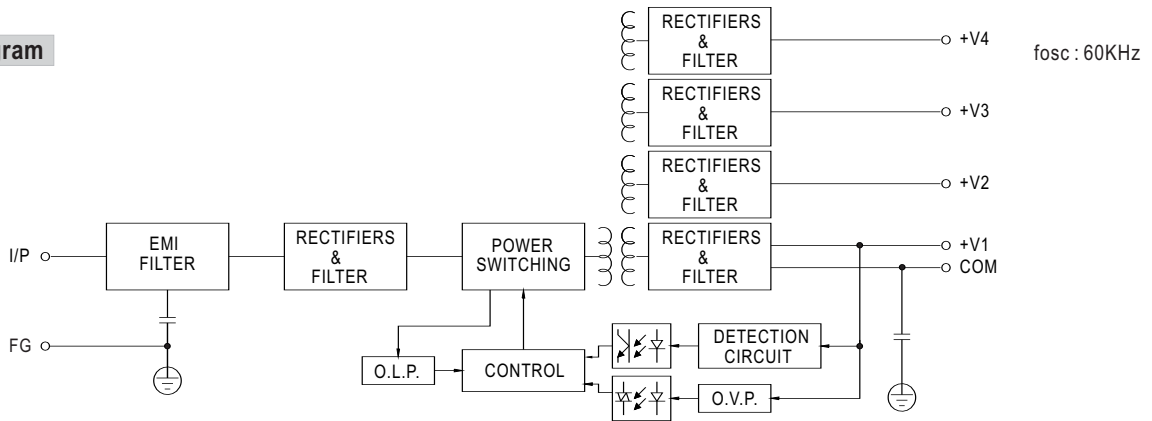 gram
RECTIFIERS
&
FILTER
+V4
fosc : 60KHz
RECTIFIERS
&
FILTER
+V3
RECTIFIERS
&
FILTER
+V2
I/P
EMI
FILTER
RECTIFIERS
&
FILTER
POWER
SWITCHING
RECTIFIERS
&
FILTER
+V1
COM
FG
O.L.P.
CONTROL
DETECTION
CIRCUIT
O.V.P.